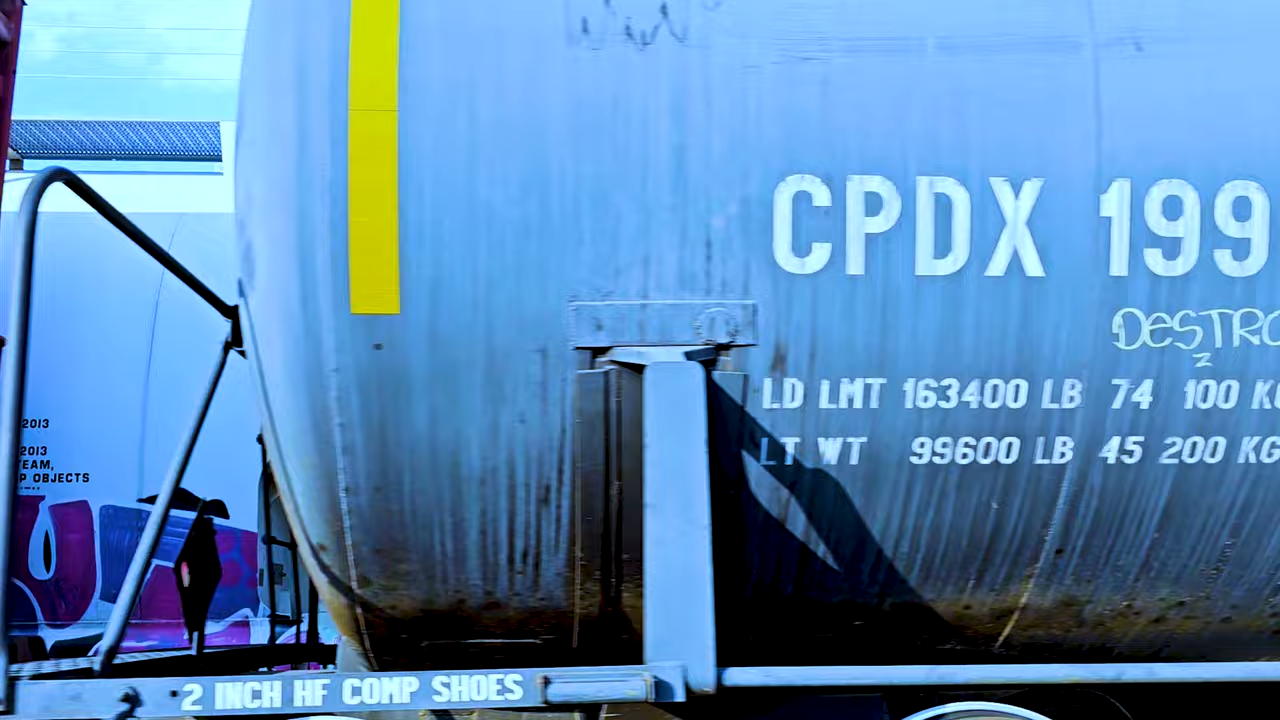 CPDX 199
DESTRO
LD LMT 163400 LB 74 100 KG
LT WT 99600 LB 45 200 KG
2013
2013
TEAM,
P OBJECTS
2 INCH HF COMP SHOES